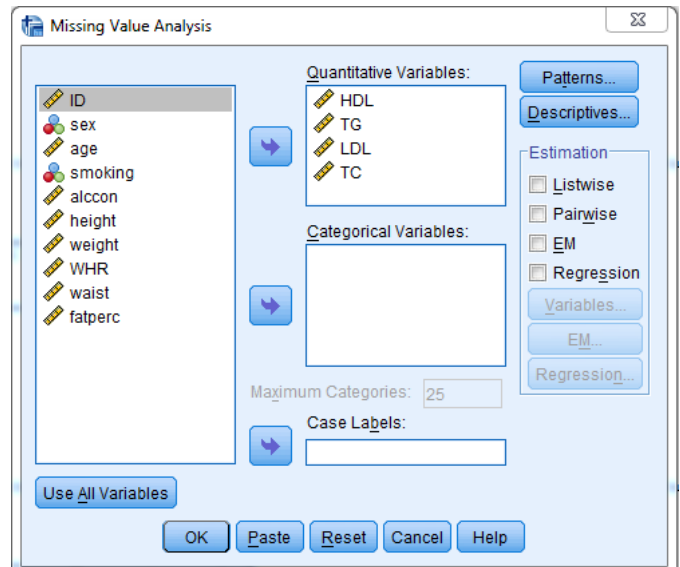 Missing Value Analysis
ID
sex
age
smoking
alccon
height
weight
WHR
waist
fatperc
Use All Variables
Quantitative Variables:
HDL
TG
LDL
TC
Categorical Variables:
Maximum Categories: 25
Case Labels:
Patterns...
Descriptives...
Estimation
Listwise
Pairwise
EM
Regression
Variables...
EM...
Regression...
OK Paste Reset Cancel Help